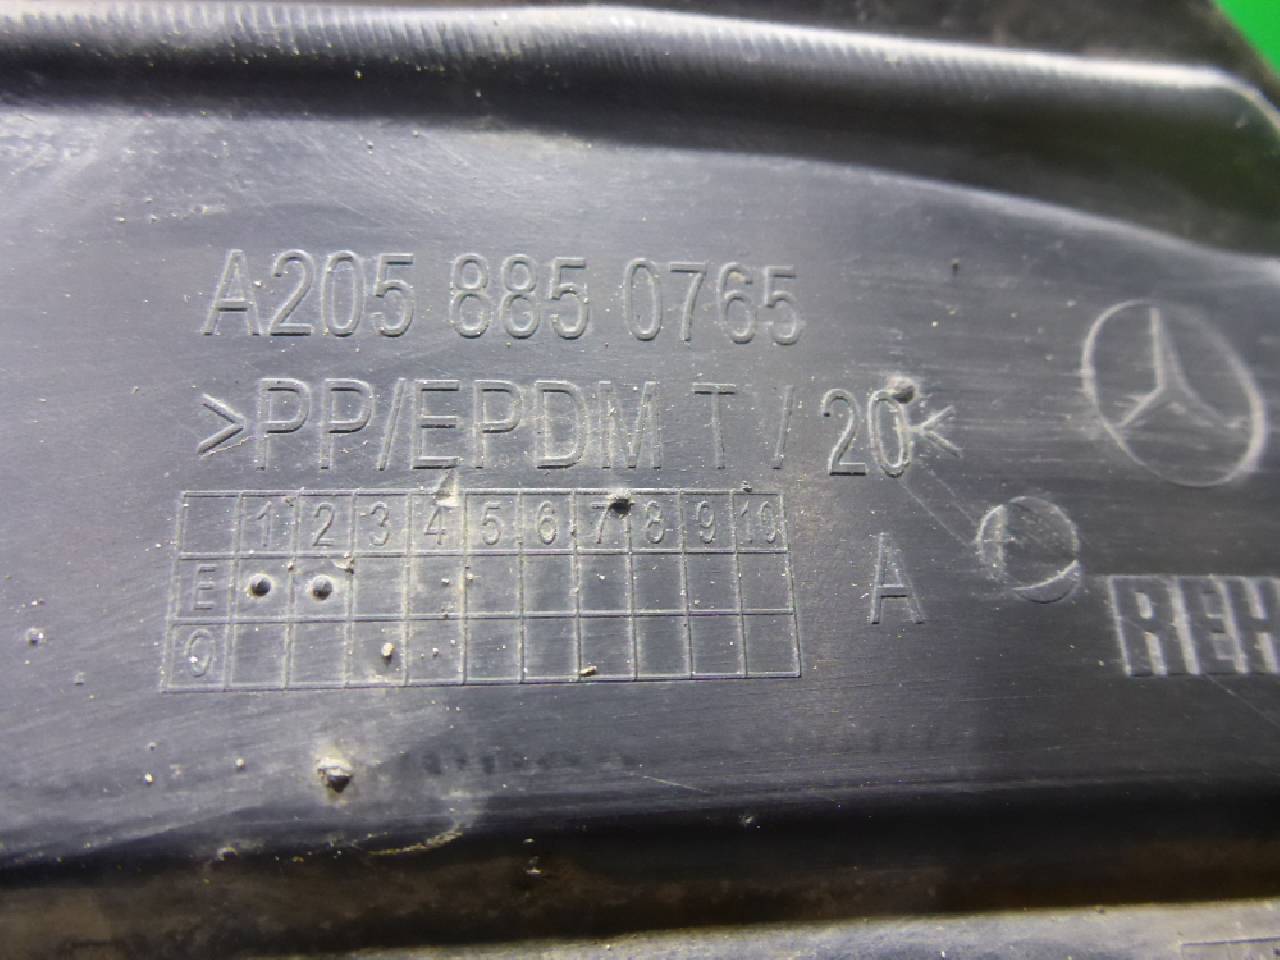 A205 885 0765
>PP/EPDM T V 20<
1 2 3 4 5 6 7 8 9 10
E
C
A
REH